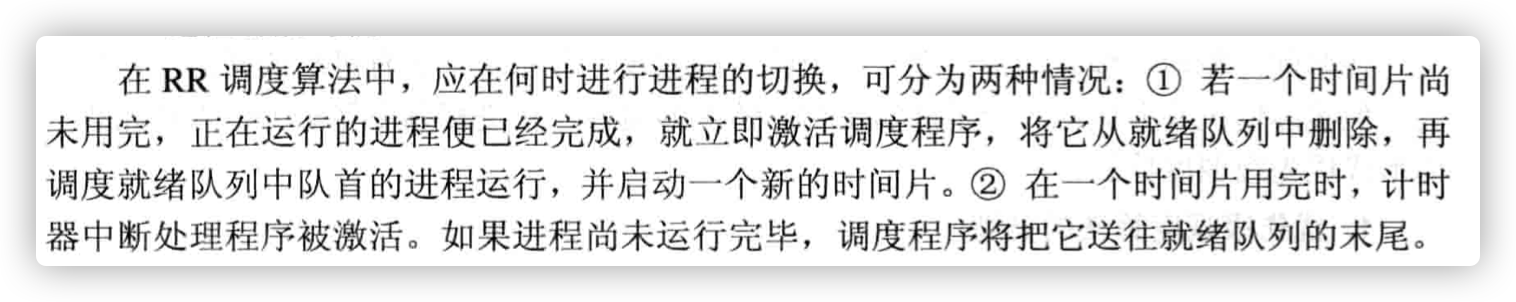 在 RR 调度算法中，应在何时进行进程的切换，可分为两种情况：① 若一个时间片尚
未用完，正在运行的进程便已经完成，就立即激活调度程序，将它从就绪队列中删除，再
调度就绪队列中队首的进程运行，并启动一个新的时间片。② 在一个时间片用完时，计时
器中断处理程序被激活。如果进程尚未运行完毕，调度程序将把它送往就绪队列的末尾。